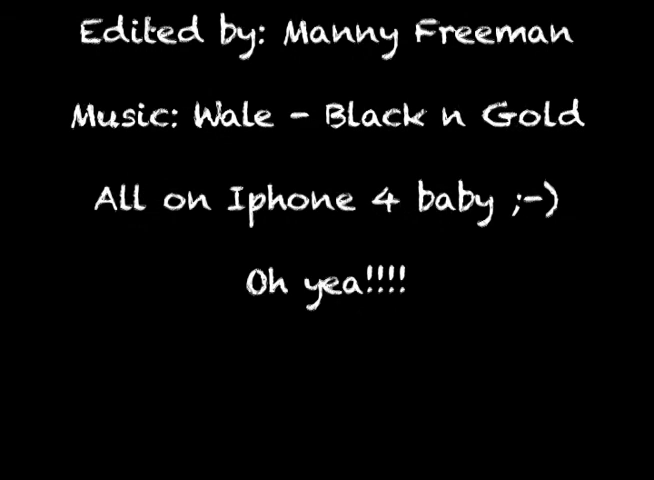 Edited by: Manny Freeman
Music: Wale - Black n Gold
All on Iphone 4 baby ;-)
Oh yea!!!!